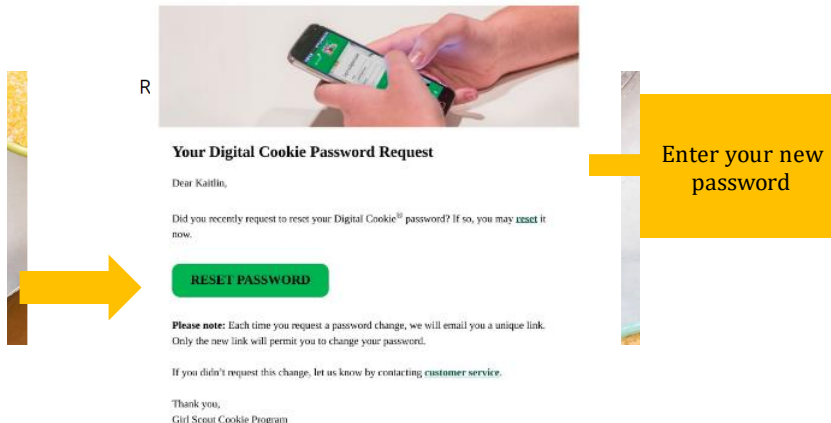 R
Your Digital Cookie Password Request
Dear Kaitlin,
Did you recently request to reset your Digital Cookie® password? If so, you may reset it
now.
RESET PASSWORD
Please note: Each time you request a password change, we will email you a unique link.
Only the new link will permit you to change your password.
If you didn't request this change, let us know by contacting customer service.
Thank you,
Girl Scout Cookie Program
Enter your new
password